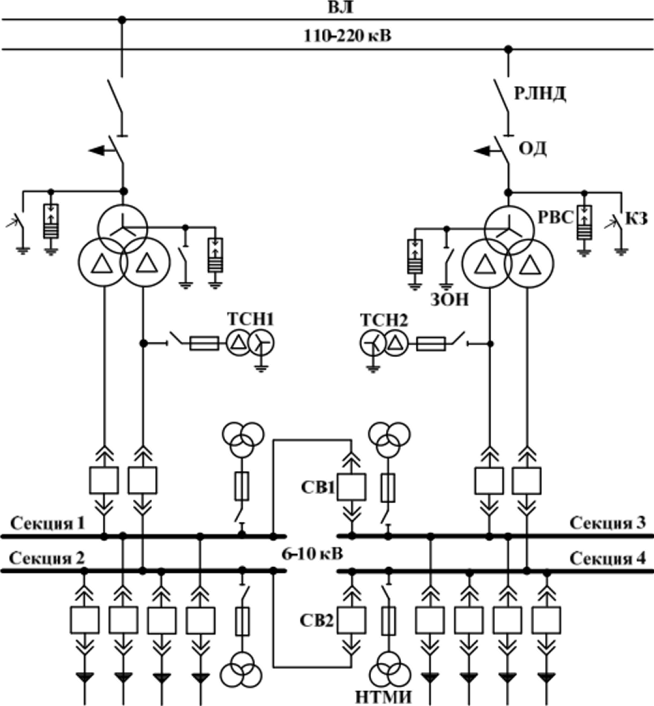 ВЛ
110-220 кВ
РЛНД
ОД
РВС
КЗ
ЗОН
ТСН1
ТСН2
СВ1
Секция 1
Секция 3
6-10 кВ
Секция 2
Секция 4
СВ2
НТМИ